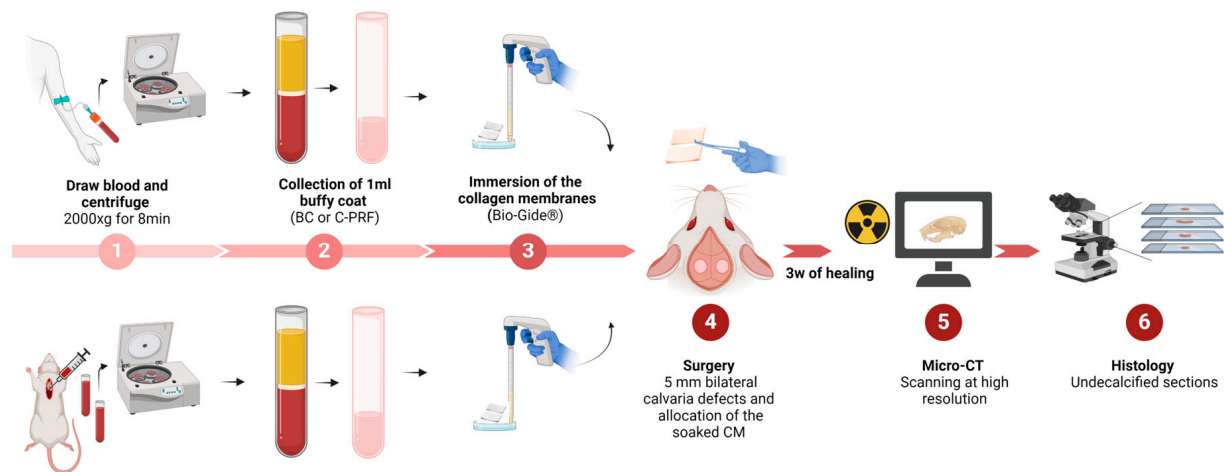 Draw blood and
centrifuge
2000xg for 8min
Collection of 1ml
buffy coat
(BC or C-PRF)
Immersion of the
collagen membranes
(Bio-Gide®)
1
2
3
3w of healing
4
Surgery
5 mm bilateral
calvaria defects and
allocation of the
soaked CM
5
Micro-CT
Scanning at high
resolution
6
Histology
Undecalcified sections